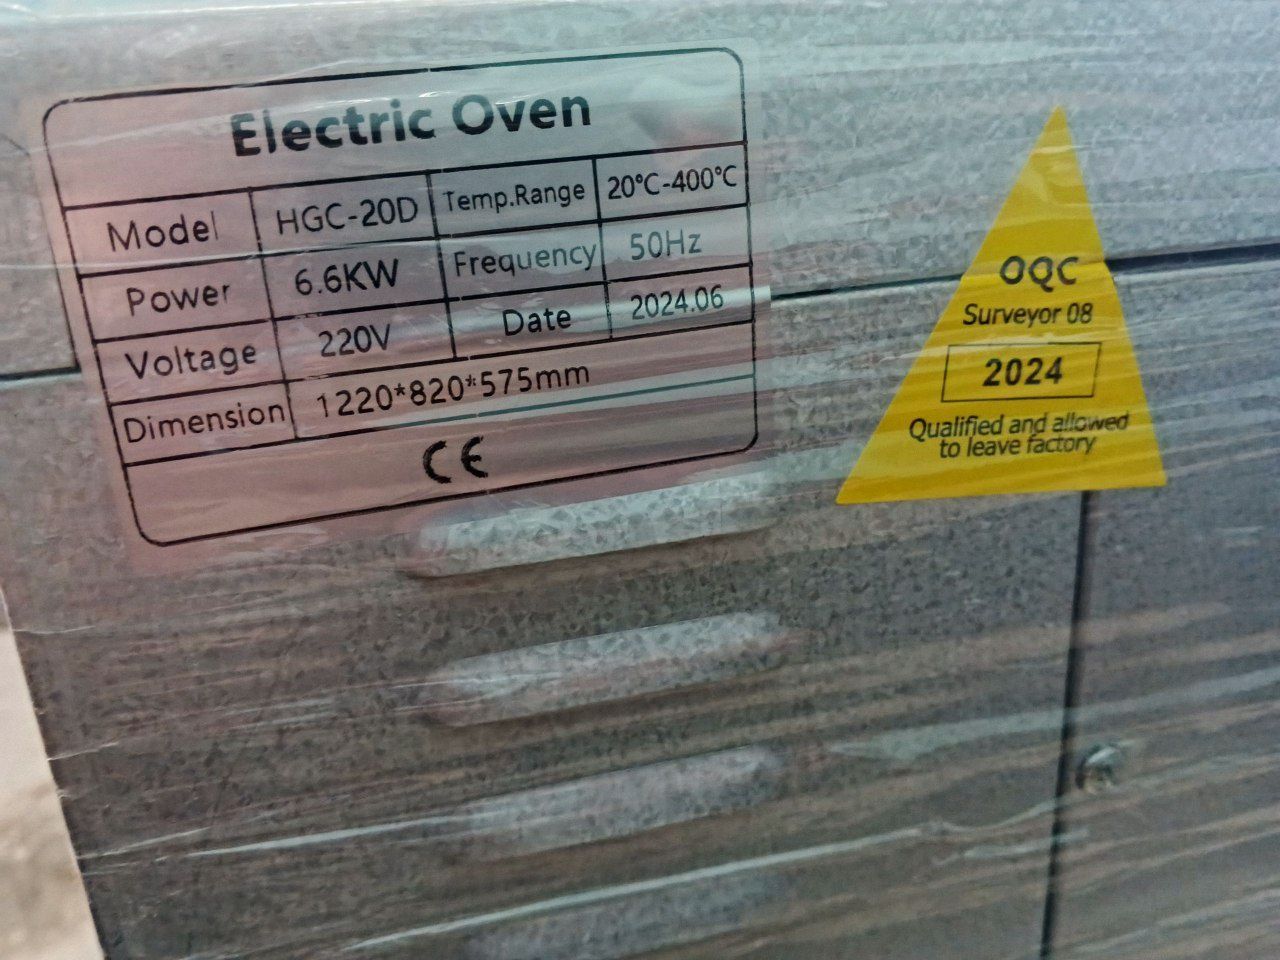 Electric Oven
Model HGC-20D Temp.Range 20°C-400°C
Power 6.6KW Frequency 50Hz
Voltage 220V Date 2024.06
Dimension 1220*820*575mm
CE
OQC
Surveyor 08
2024
Qualified and allowed
to leave factory